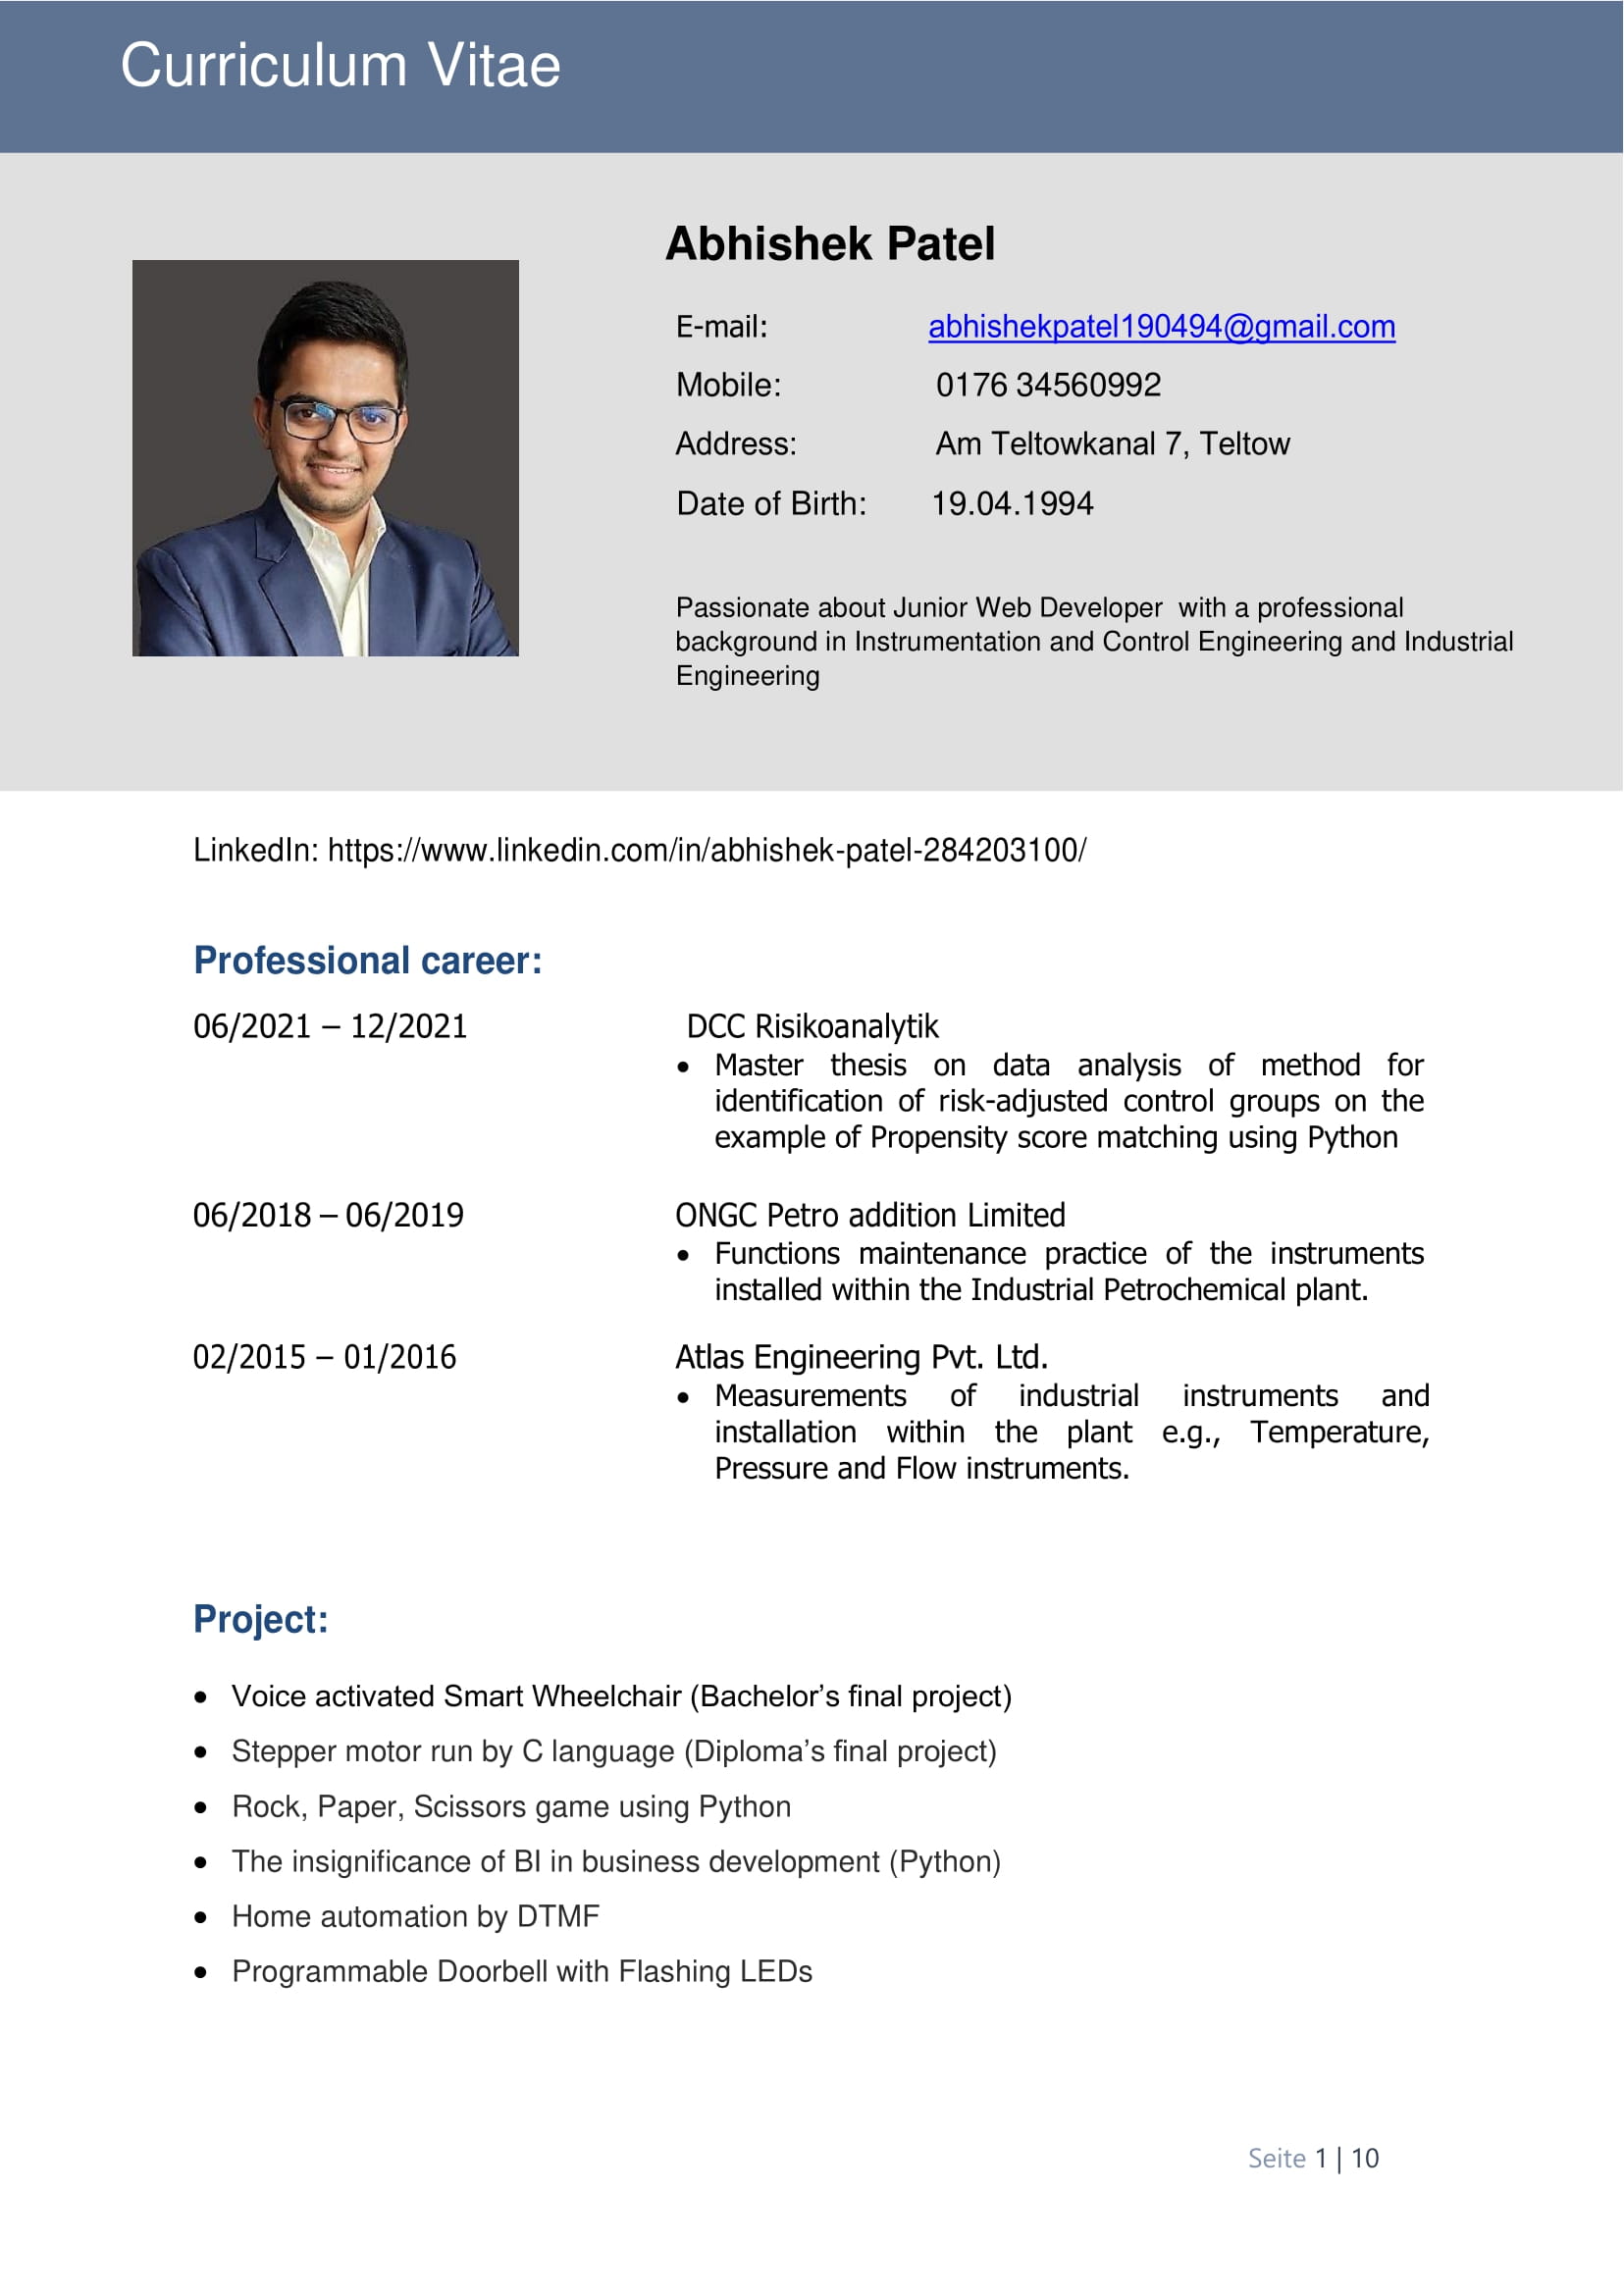 Curriculum Vitae
Abhishek Patel
E-mail: abhishekpatel190494@gmail.com
Mobile: 0176 34560992
Address: Am Teltowkanal 7, Teltow
Date of Birth: 19.04.1994
Passionate about Junior Web Developer with a professional
background in Instrumentation and Control Engineering and Industrial
Engineering
LinkedIn: https://www.linkedin.com/in/abhishek-patel-284203100/
Professional career:
06/2021 – 12/2021 DCC Risikoanalytik
• Master thesis on data analysis of method for
identification of risk-adjusted control groups on the
example of Propensity score matching using Python
06/2018 – 06/2019 ONGC Petro addition Limited
• Functions maintenance practice of the instruments
installed within the Industrial Petrochemical plant.
02/2015 – 01/2016 Atlas Engineering Pvt. Ltd.
• Measurements of industrial instruments and
installation within the plant e.g., Temperature,
Pressure and Flow instruments.
Project:
• Voice activated Smart Wheelchair (Bachelor’s final project)
• Stepper motor run by C language (Diploma’s final project)
• Rock, Paper, Scissors game using Python
• The insignificance of BI in business development (Python)
• Home automation by DTMF
• Programmable Doorbell with Flashing LEDs
Seite 1 | 10